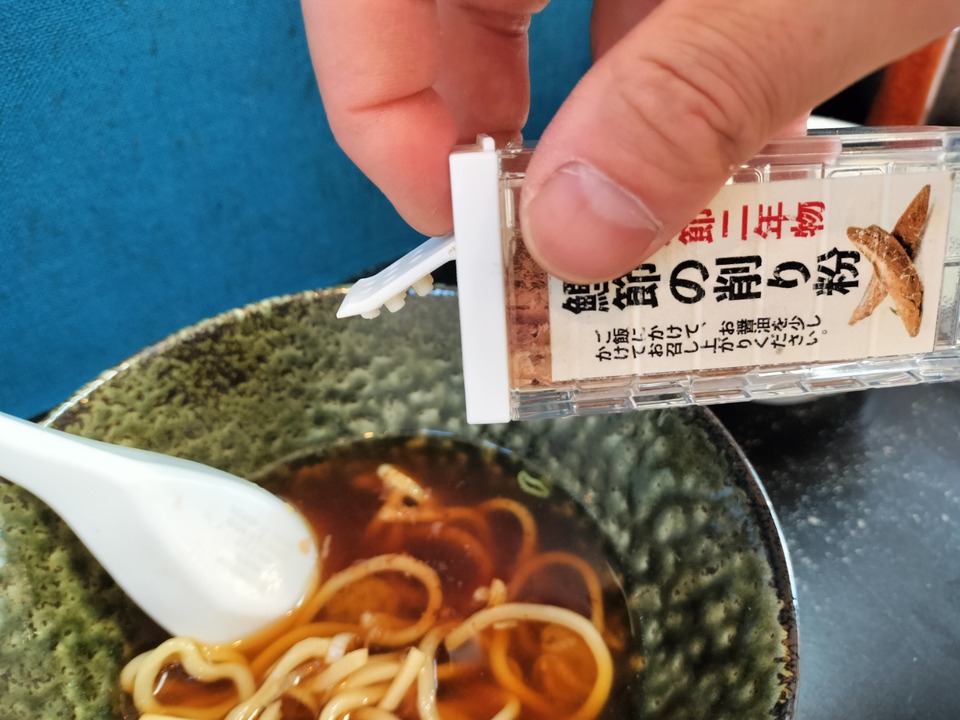 節二年物
鰹節の削り粉
ご飯にかけて、お醤油を少し
かけてお召し上がりください。